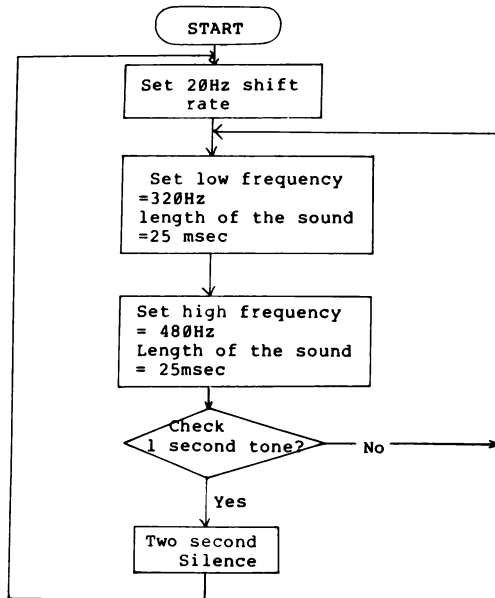 START
Set 20Hz shift
rate
Set low frequency
=320Hz
length of the sound
=25 msec
Set high frequency
= 480Hz
Length of the sound
= 25msec
Check
1 second tone?
No
Yes
Two second
Silence